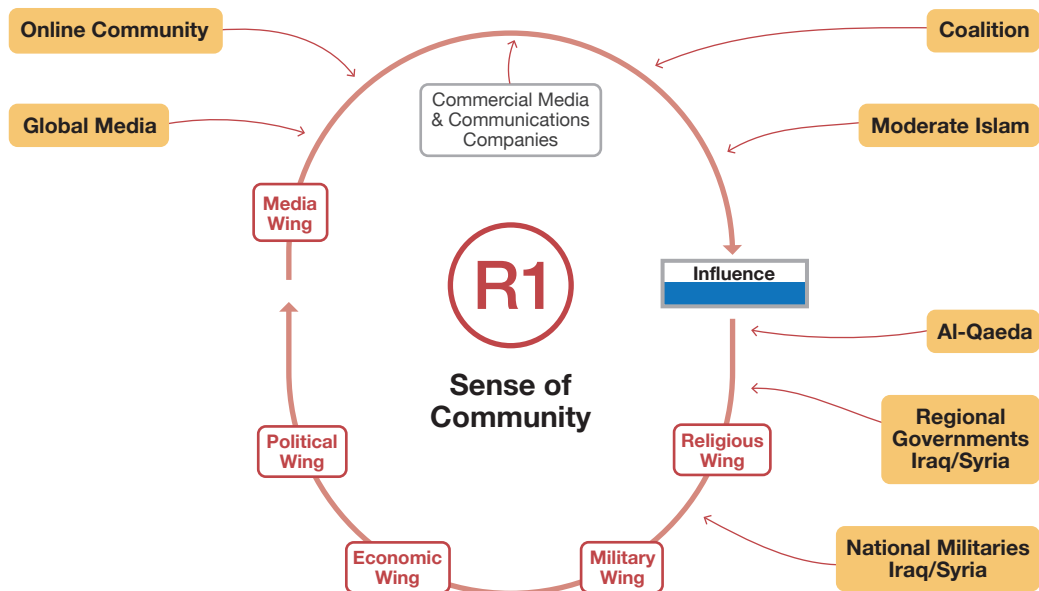 Online Community
Coalition
Commercial Media
& Communications
Companies
Global Media
Moderate Islam
Media
Wing
R1
Influence
Al-Qaeda
Sense of
Community
Regional
Governments
Iraq/Syria
Political
Wing
Religious
Wing
National Militaries
Iraq/Syria
Economic
Wing
Military
Wing